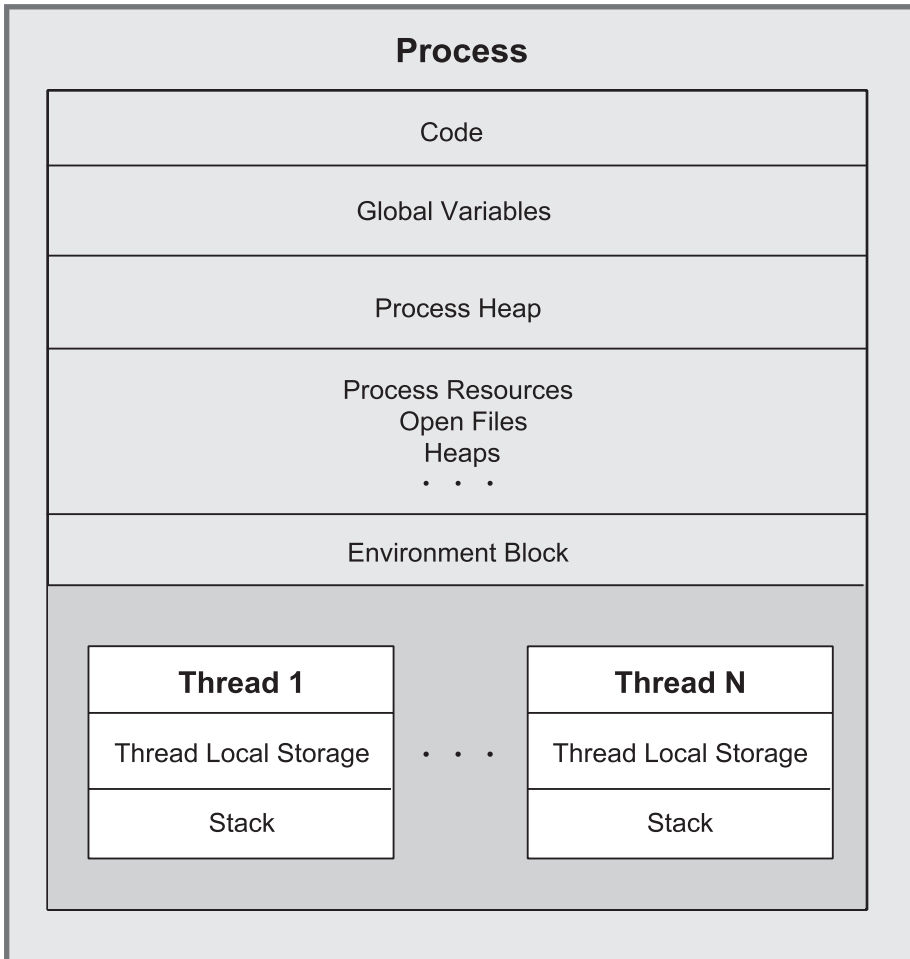 Process
Code
Global Variables
Process Heap
Process Resources
Open Files
Heaps
. . .
Environment Block
Thread 1
Thread Local Storage
Stack
. . .
Thread N
Thread Local Storage
Stack